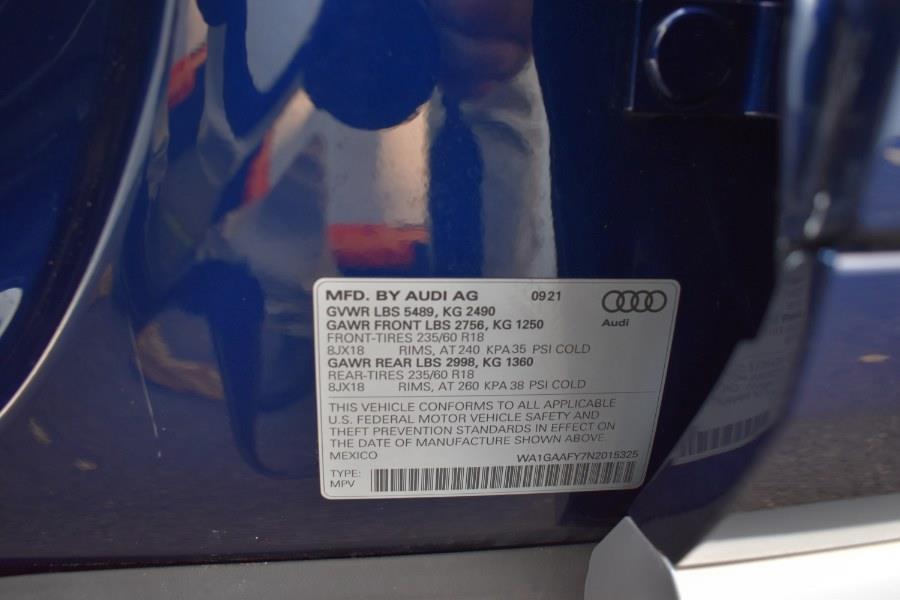 MFD. BY AUDI AG 0921
GVWR LBS 5489, KG 2490
GAWR FRONT LBS 2756, KG 1250
FRONT-TIRES 235/60 R18
8JX18 RIMS, AT 240 KPA 35 PSI COLD
GAWR REAR LBS 2998, KG 1360
REAR-TIRES 235/60 R18
8JX18 RIMS, AT 260 KPA 38 PSI COLD
Audi
THIS VEHICLE CONFORMS TO ALL APPLICABLE
U.S. FEDERAL MOTOR VEHICLE SAFETY AND
THEFT PREVENTION STANDARDS IN EFFECT ON
THE DATE OF MANUFACTURE SHOWN ABOVE.
MEXICO WA1GAAFY7N2015325
TYPE:
MPV